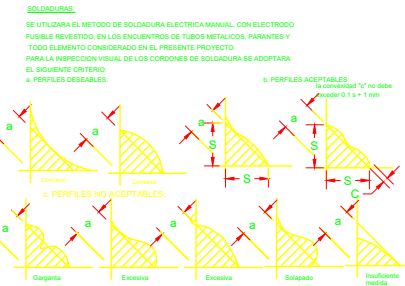 SOLDADURAS:
SE UTILIZARA EL METODO DE SOLDADURA ELECTRICA MANUAL, CON ELECTRODO
FUSIBLE REVESTIDO, EN LOS ENCUENTROS DE TUBOS METALICOS, PARANTES Y
TODO ELEMENTO CONSIDERADO EN EL PRESENTE PROYECTO.
PARA LA INSPECCION VISUAL DE LOS CORDONES DE SOLDADURA SE ADOPTARA
EL SIGUIENTE CRITERIO:
a. PERFILES DESEABLES:
b. PERFILES ACEPTABLES:
la convexidad "c" no debe
exceder 0.1 s + 1 mm
a
a
a
S
S
a
S
S
C
c. PERFILES NO ACEPTABLES:
a
a
a
a
a
Garganta
Excesiva
Excesiva
Solapado
Insuficiente
medida